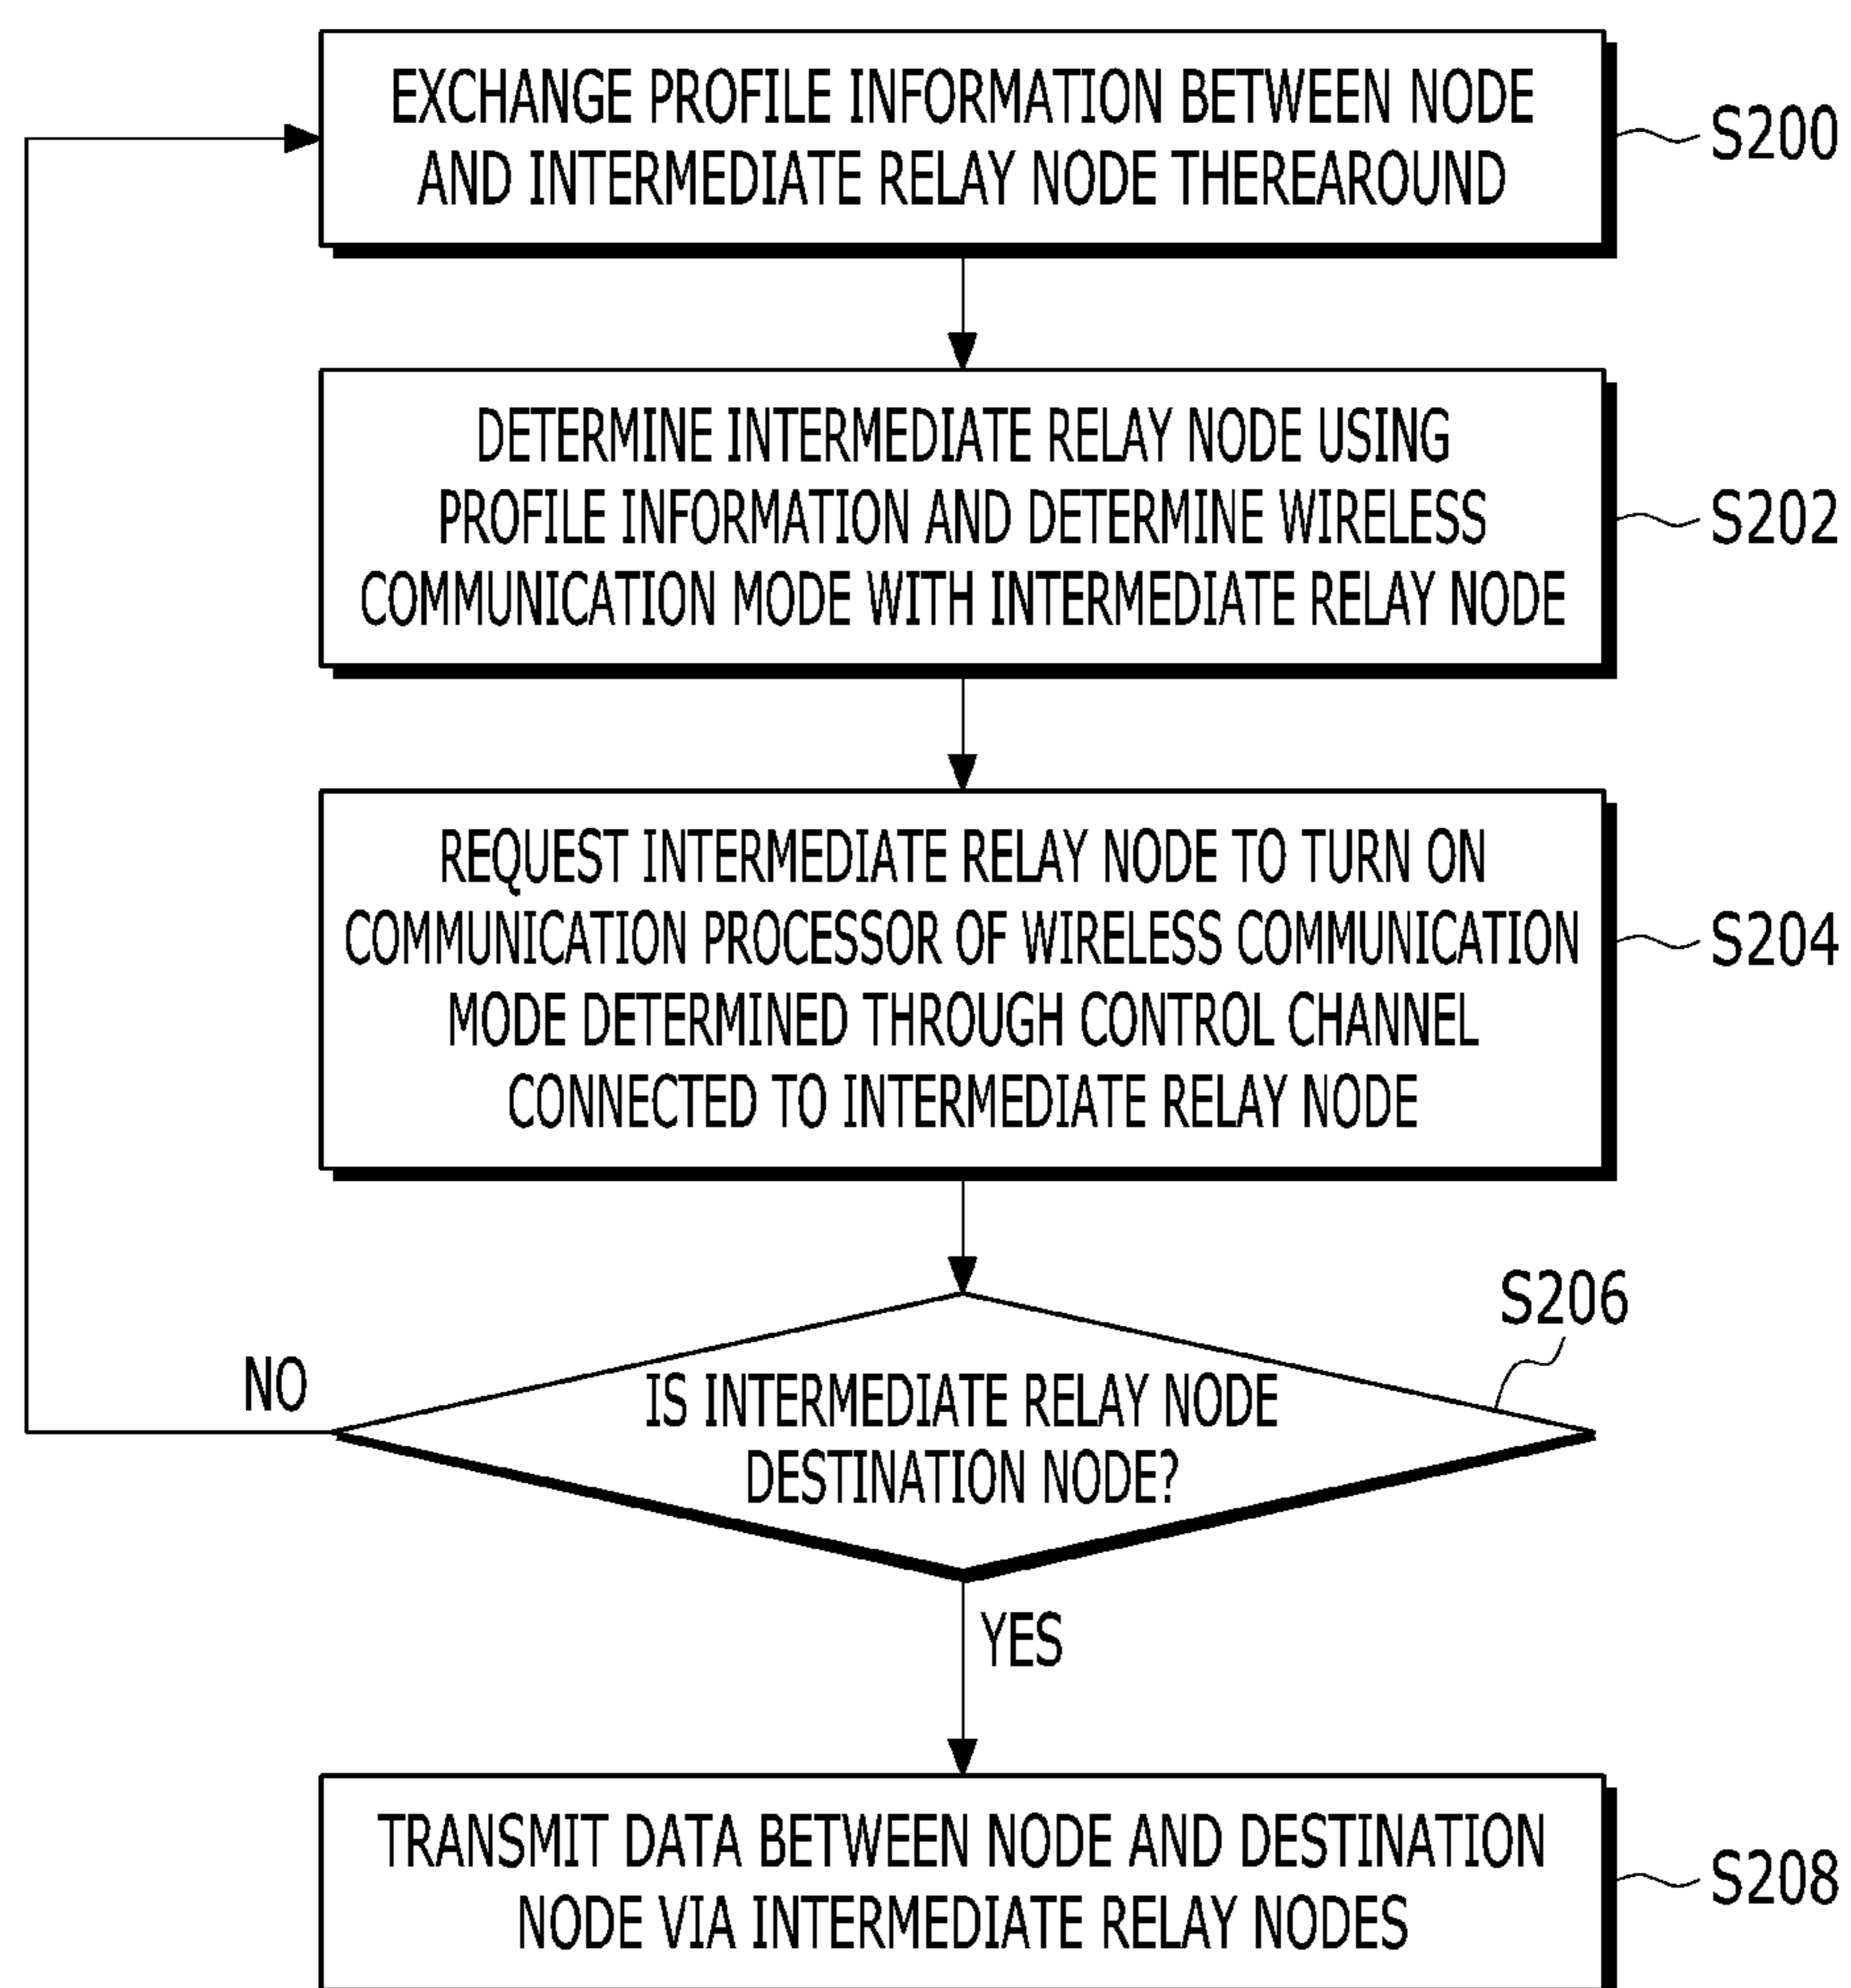 EXCHANGE PROFILE INFORMATION BETWEEN NODE
AND INTERMEDIATE RELAY NODE THEREAROUND
S200
DETERMINE INTERMEDIATE RELAY NODE USING
PROFILE INFORMATION AND DETERMINE WIRELESS
COMMUNICATION MODE WITH INTERMEDIATE RELAY NODE
S202
REQUEST INTERMEDIATE RELAY NODE TO TURN ON
COMMUNICATION PROCESSOR OF WIRELESS COMMUNICATION
MODE DETERMINED THROUGH CONTROL CHANNEL
CONNECTED TO INTERMEDIATE RELAY NODE
S204
S206
NO
IS INTERMEDIATE RELAY NODE
DESTINATION NODE?
YES
TRANSMIT DATA BETWEEN NODE AND DESTINATION
NODE VIA INTERMEDIATE RELAY NODES
S208